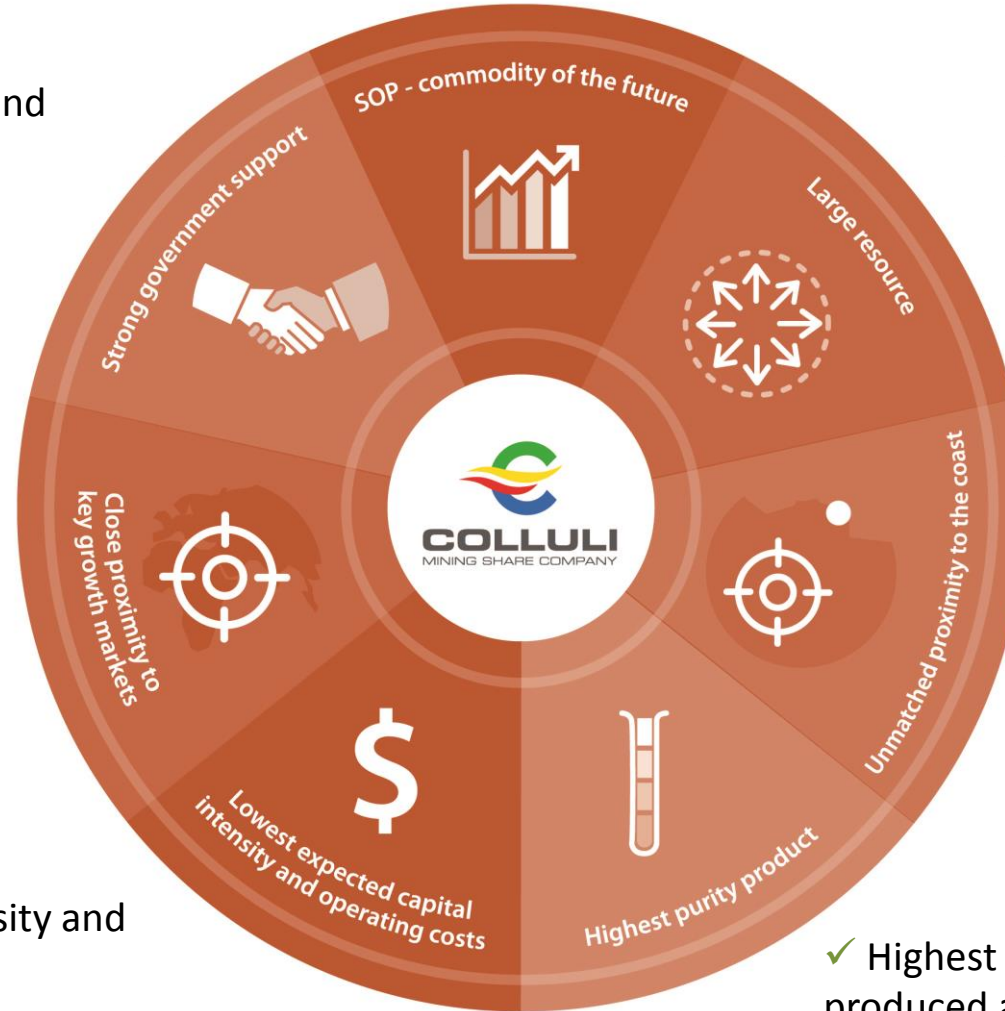 nd
SOP - commodity of the future
Strong government support
Large resource
Close proximity to
key growth markets
COLLULI
MINING SHARE COMPANY
Unmatched proximity to the coast
Lowest expected capital
intensity and operating costs
Highest purity product
sity and
✓ Highest
produced a